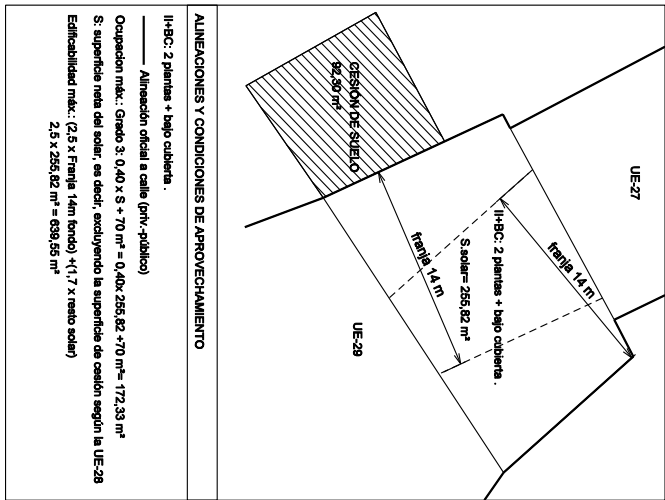 UE-27
II+BC: 2 plantas + bajo cubierta .
S.solar= 255,82 m²
franja 14 m
franja 14 m
CESIÓN DE SUELO
92,30 m²
UE-29
ALINEACIONES Y CONDICIONES DE APROVECHAMIENTO
II+BC: 2 plantas + bajo cubierta .
Alineación oficial a calle (priv.-público)
Ocupacion máx.: Grado 3: 0,40 x S + 70 m² = 0,40x 255,82 +70 m²= 172,33 m²
S: superficie neta del solar, es decir, excluyendo la superficie de cesión según la UE-28
Edificabilidad máx.: (2,5 x Franja 14m fondo) +(1,7 x resto solar)
2,5 x 255,82 m² = 639,55 m²